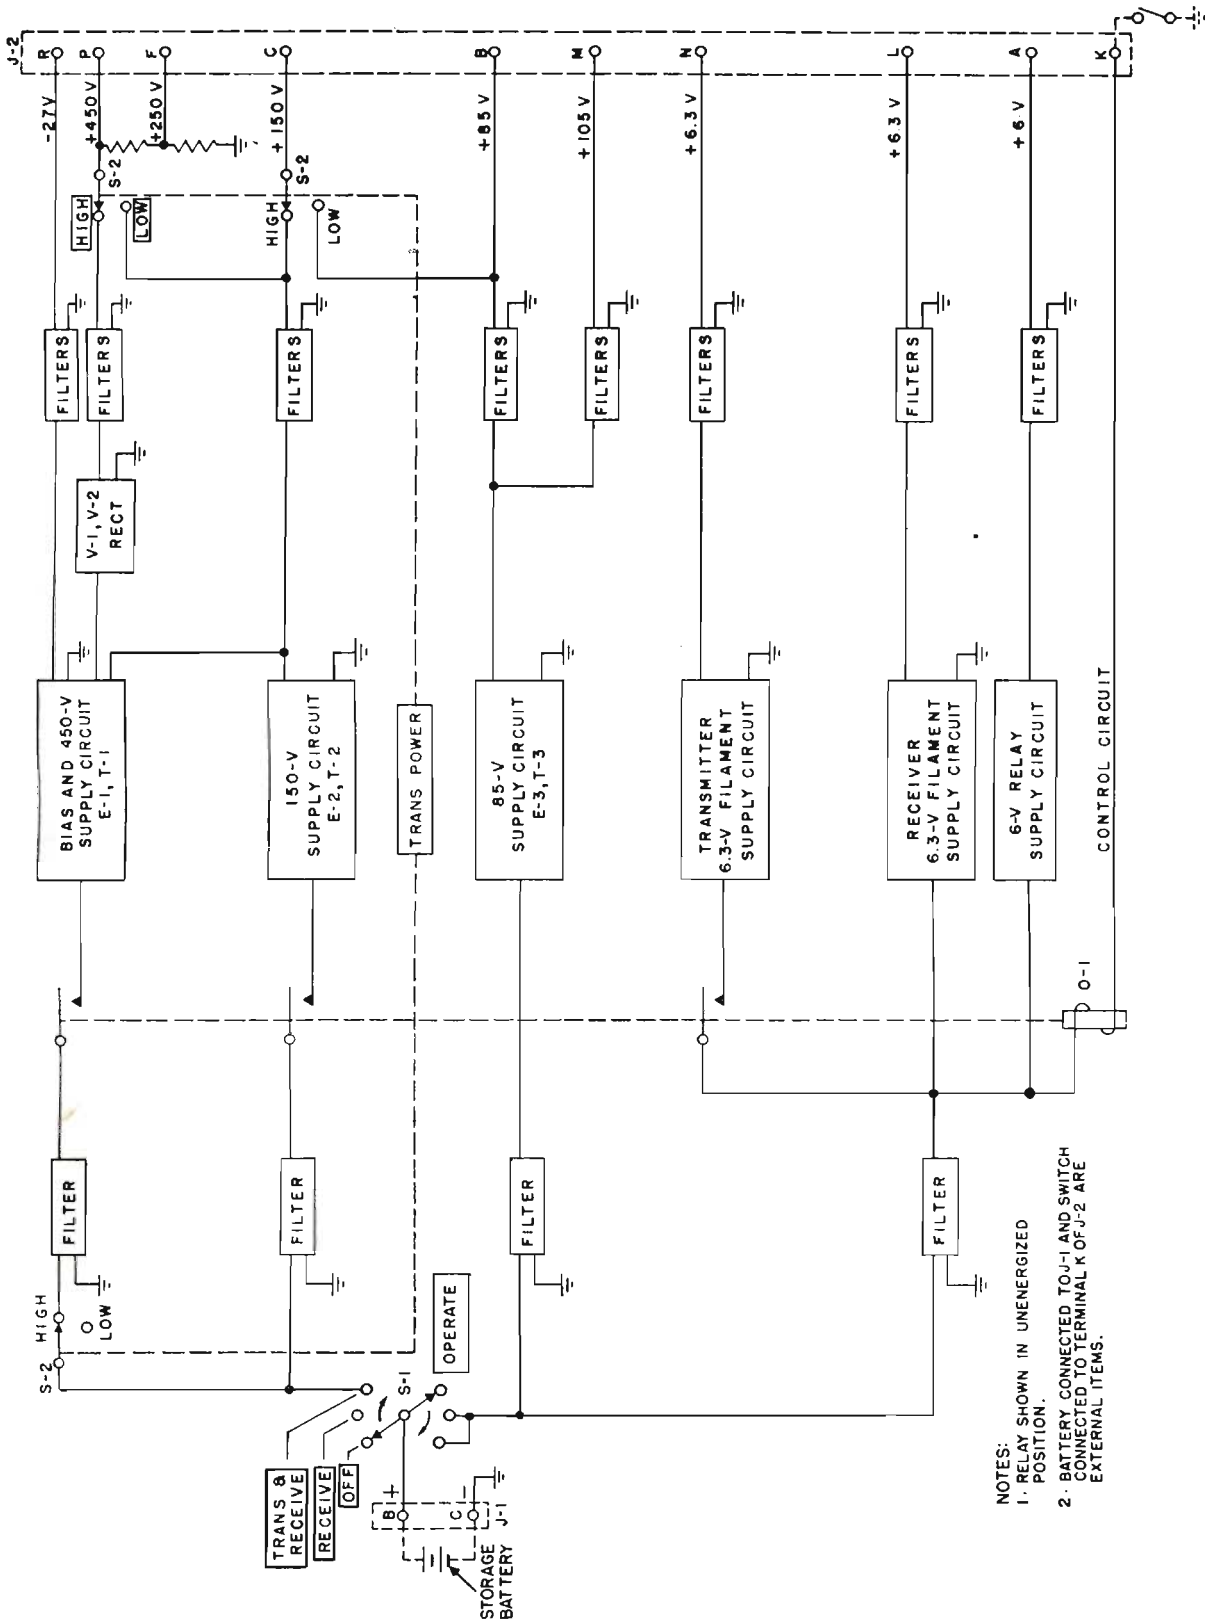 J-2
R
P
F
C
B
M
N
L
A
K
-27V
+450 V
+250 V
+150 V
+85 V
+105 V
+6.3 V
+6.3 V
+6 V
S-2
S-2
HIGH
LOW
HIGH
LOW
FILTERS
FILTERS
FILTERS
FILTERS
FILTERS
FILTERS
FILTERS
FILTERS
V-1, V-2
RECT
BIAS AND 450-V
SUPPLY CIRCUIT
E-1, T-1
150-V
SUPPLY CIRCUIT
E-2, T-2
TRANS POWER
85-V
SUPPLY CIRCUIT
E-3, T-3
TRANSMITTER
6.3-V FILAMENT
SUPPLY CIRCUIT
RECEIVER
6.3-V FILAMENT
SUPPLY CIRCUIT
6-V RELAY
SUPPLY CIRCUIT
CONTROL CIRCUIT
O-1
FILTER
FILTER
FILTER
FILTER
HIGH
LOW
S-2
S-1
OPERATE
TRANS &
RECEIVE
RECEIVE
OFF
B
+
C
-
J-1
STORAGE
BATTERY
NOTES:
1. RELAY SHOWN IN UNENERGIZED
POSITION.
2. BATTERY CONNECTED TO J-1 AND SWITCH
CONNECTED TO TERMINAL K OF J-2 ARE
EXTERNAL ITEMS.